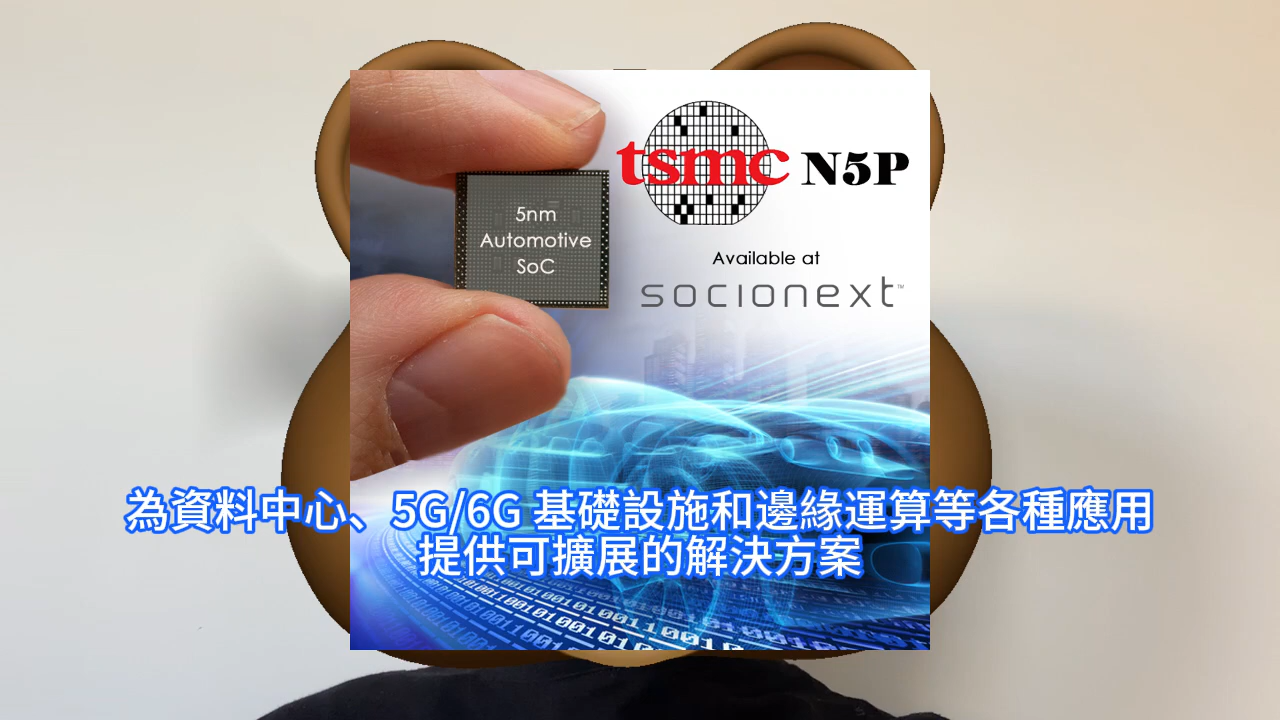 tsmc N5P
5nm
Automotive
SoC
Available at
socionext™
為資料中心、5G/6G 基礎設施和邊緣運算等各種應用
提供可擴展的解決方案